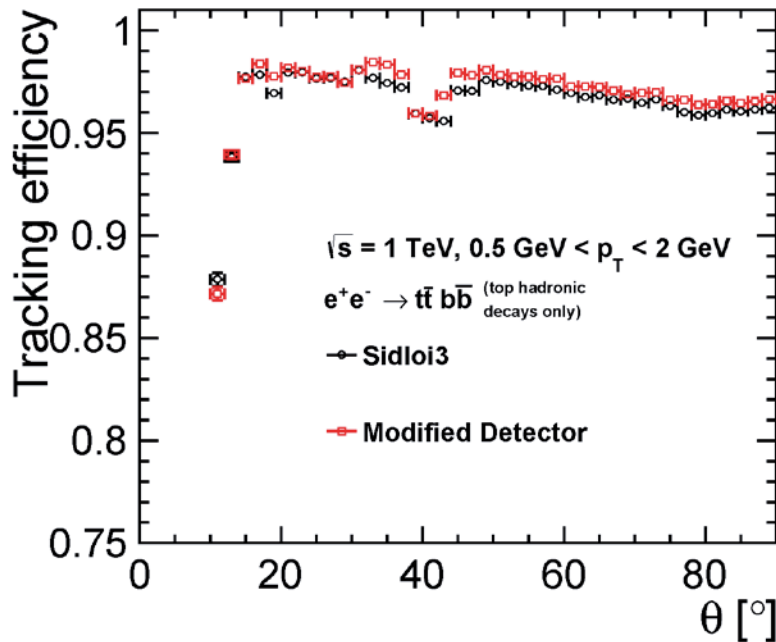 Tracking efficiency
1
0.95
0.9
0.85
0.8
0.75
√s = 1 TeV, 0.5 GeV < p_T < 2 GeV
e⁺e⁻ → tt̄ bb̄ (top hadronic
decays only)
Sidloi3
Modified Detector
0 20 40 60 80
θ [°]